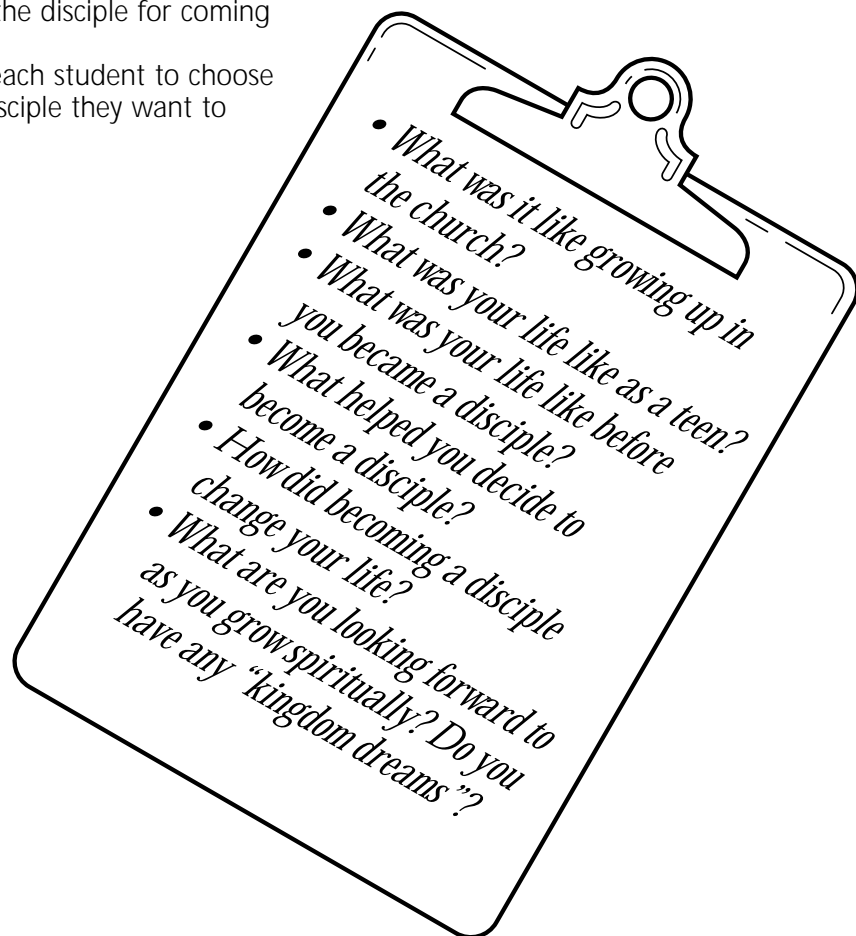 the disciple for coming
each student to choose
sciple they want to
• What was it like growing up in
the church?
• What was your life like as a teen?
• What was your life like before
you became a disciple?
• What helped you decide to
become a disciple?
• How did becoming a disciple
change your life?
• What are you looking forward to
as you grow spiritually? Do you
have any “kingdom dreams”?